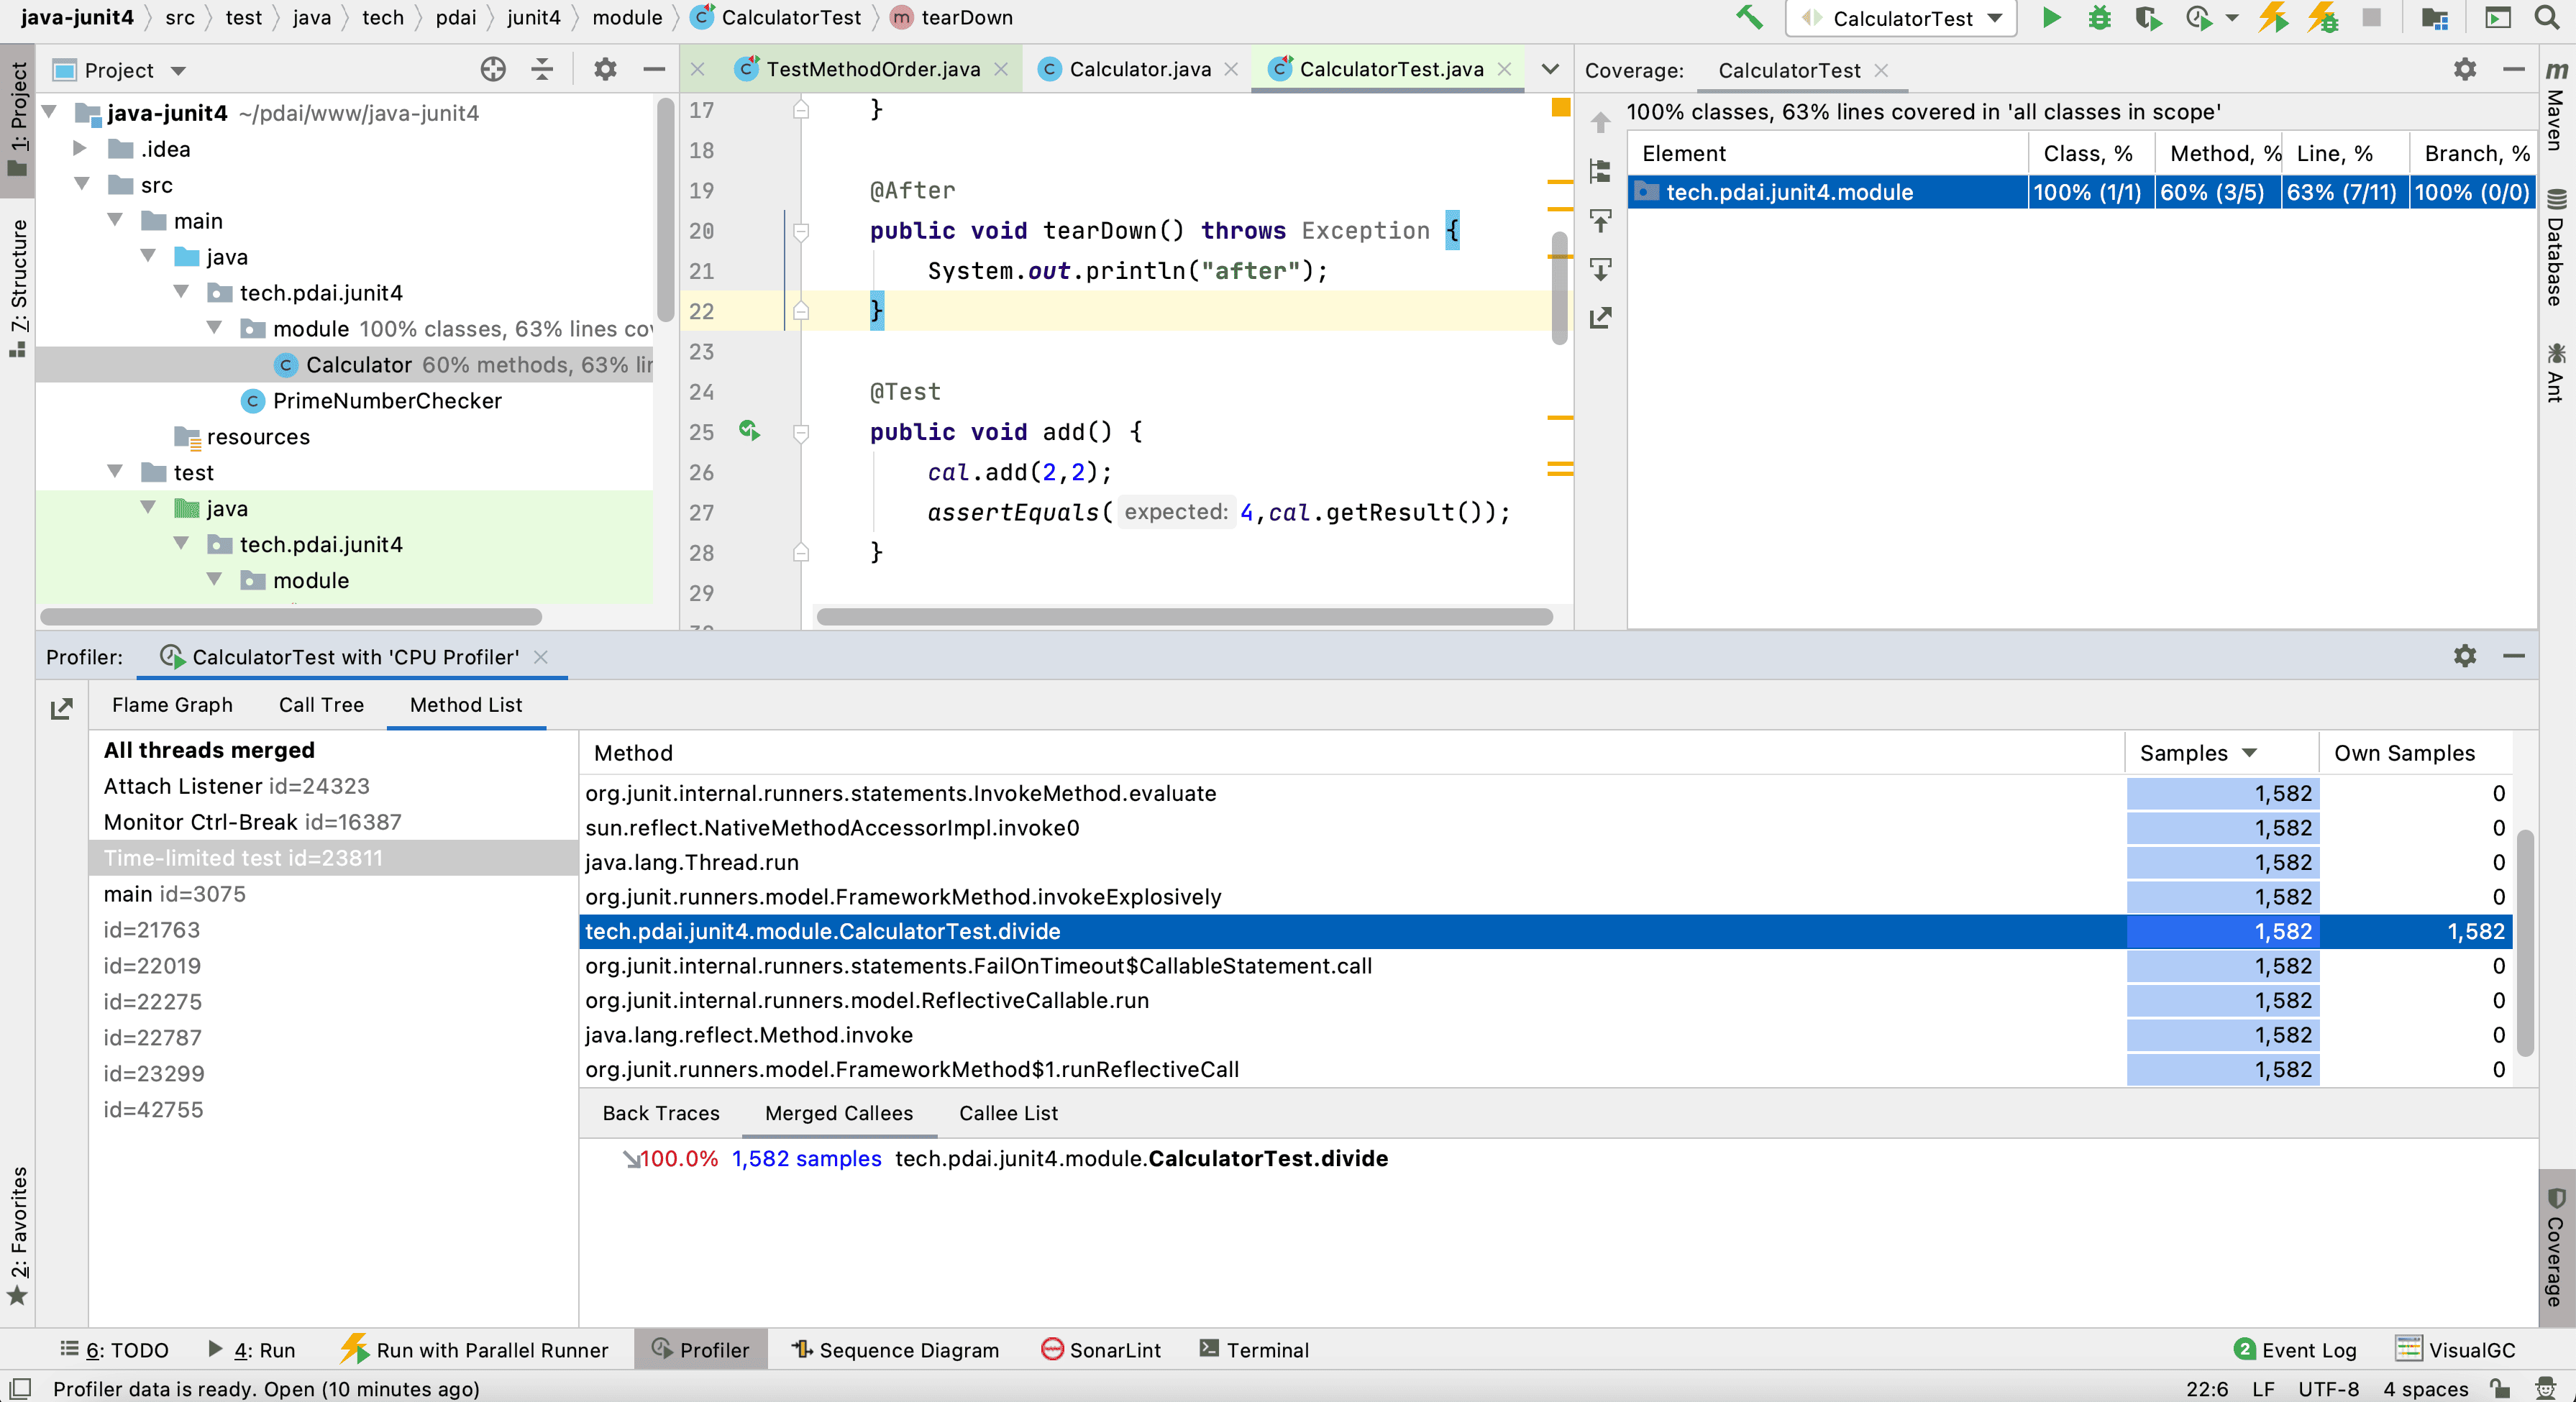 java-junit4 src test java tech pdai junit4 module CalculatorTest tearDown CalculatorTest
1: Project
7: Structure
2: Favorites
Project
java-junit4 ~/pdai/www/java-junit4
.idea
src
main
java
tech.pdai.junit4
module 100% classes, 63% lines co
Calculator 60% methods, 63% li
PrimeNumberChecker
resources
test
java
tech.pdai.junit4
module
TestMethodOrder.java Calculator.java CalculatorTest.java
17 }
18
19 @After
20 public void tearDown() throws Exception {
21 System.out.println("after");
22 }
23
24 @Test
25 public void add() {
26 cal.add(2,2);
27 assertEquals( expected: 4,cal.getResult());
28 }
29
Coverage: CalculatorTest
100% classes, 63% lines covered in 'all classes in scope'
Element Class, % Method, % Line, % Branch, %
tech.pdai.junit4.module 100% (1/1) 60% (3/5) 63% (7/11) 100% (0/0)
m Maven
Database
Ant
Coverage
Profiler: CalculatorTest with 'CPU Profiler'
Flame Graph Call Tree Method List
All threads merged
Attach Listener id=24323
Monitor Ctrl-Break id=16387
Time-limited test id=23811
main id=3075
id=21763
id=22019
id=22275
id=22787
id=23299
id=42755
Method Samples Own Samples
org.junit.internal.runners.statements.InvokeMethod.evaluate 1,582 0
sun.reflect.NativeMethodAccessorImpl.invoke0 1,582 0
java.lang.Thread.run 1,582 0
org.junit.runners.model.FrameworkMethod.invokeExplosively 1,582 0
tech.pdai.junit4.module.CalculatorTest.divide 1,582 1,582
org.junit.internal.runners.statements.FailOnTimeout$CallableStatement.call 1,582 0
org.junit.internal.runners.model.ReflectiveCallable.run 1,582 0
java.lang.reflect.Method.invoke 1,582 0
org.junit.runners.model.FrameworkMethod$1.runReflectiveCall 1,582 0
Back Traces Merged Callees Callee List
100.0% 1,582 samples tech.pdai.junit4.module.CalculatorTest.divide
6: TODO 4: Run Run with Parallel Runner Profiler Sequence Diagram SonarLint Terminal 2 Event Log VisualGC
Profiler data is ready. Open (10 minutes ago) 22:6 LF UTF-8 4 spaces